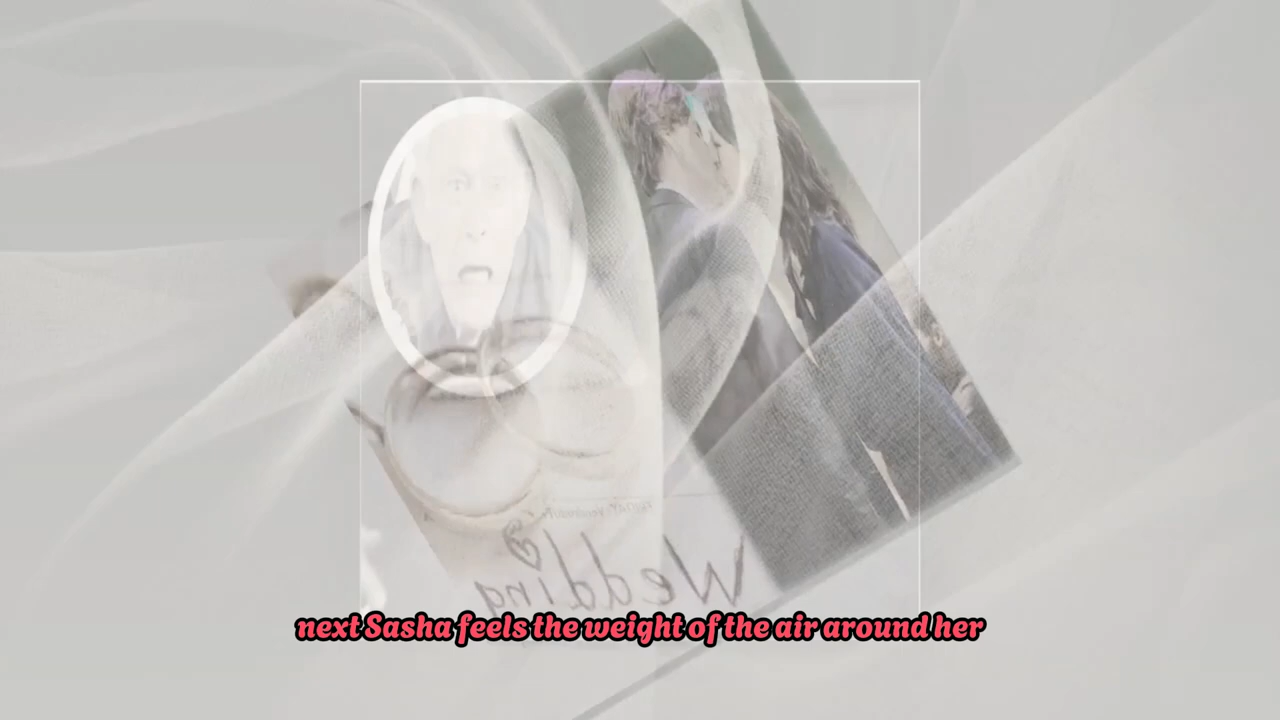 Wedding
next Sasha feels the weight of the air around her